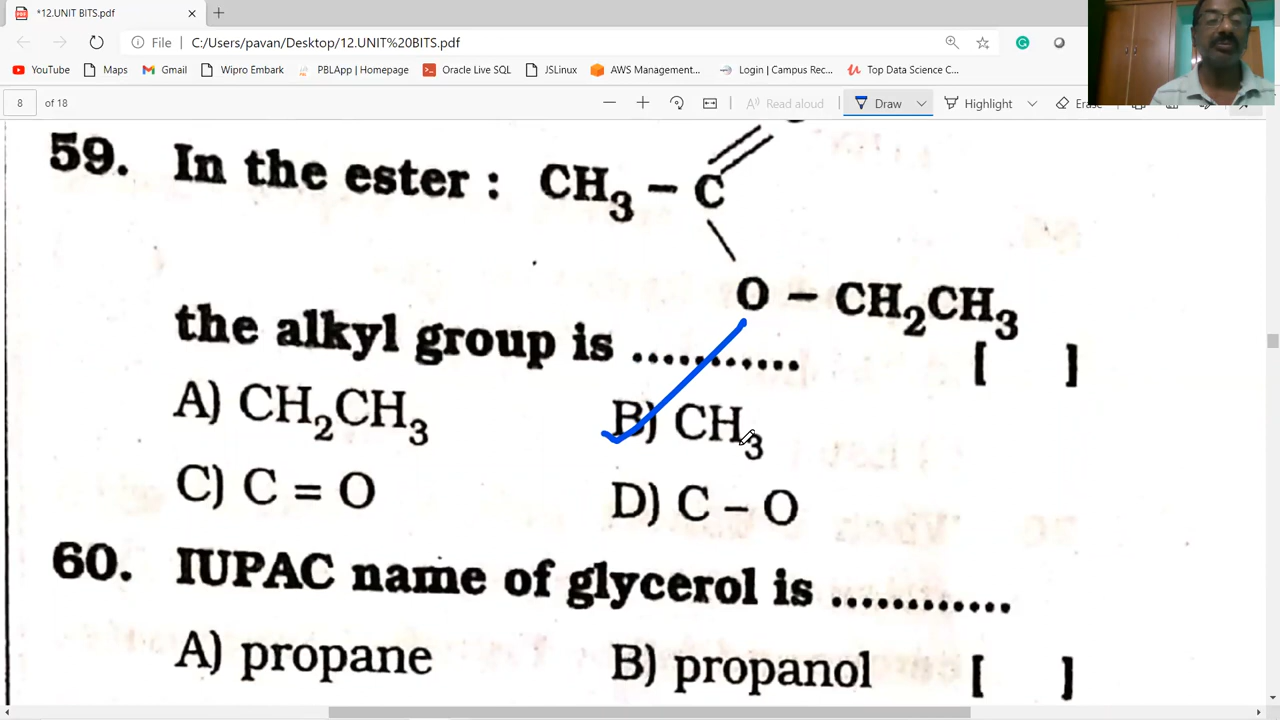 *12.UNIT BITS.pdf
File C:/Users/pavan/Desktop/12.UNIT%20BITS.pdf
YouTube Maps Gmail Wipro Embark PBLApp | Homepage Oracle Live SQL JSLinux AWS Management... Login | Campus Rec... Top Data Science C...
8 of 18 Read aloud Draw Highlight Erase
59. In the ester : CH₃ – C
O – CH₂CH₃
the alkyl group is ........... [ ]
A) CH₂CH₃ B) CH₃
C) C = O D) C – O
60. IUPAC name of glycerol is ............
A) propane B) propanol [ ]